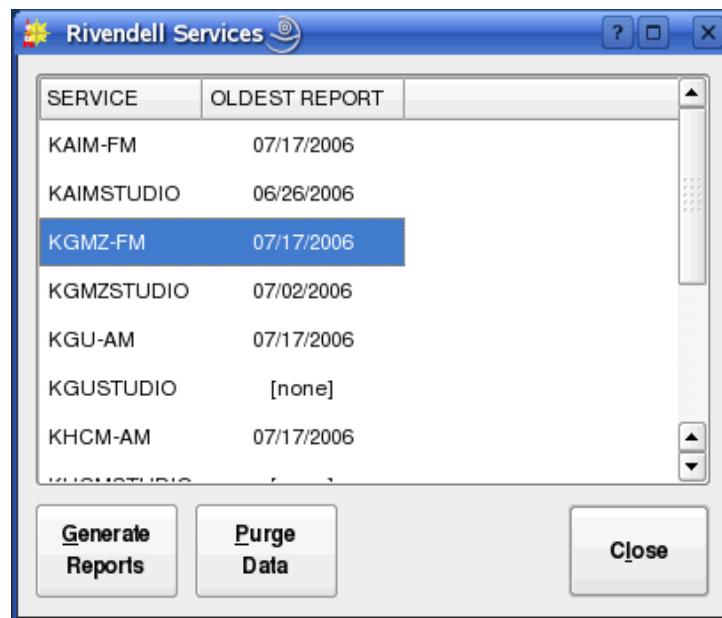 Rivendell Services
SERVICE OLDEST REPORT
KAIM-FM 07/17/2006
KAIMSTUDIO 06/26/2006
KGMZ-FM 07/17/2006
KGMZSTUDIO 07/02/2006
KGU-AM 07/17/2006
KGUSTUDIO [none]
KHCM-AM 07/17/2006
Generate
Reports
Purge
Data
Close